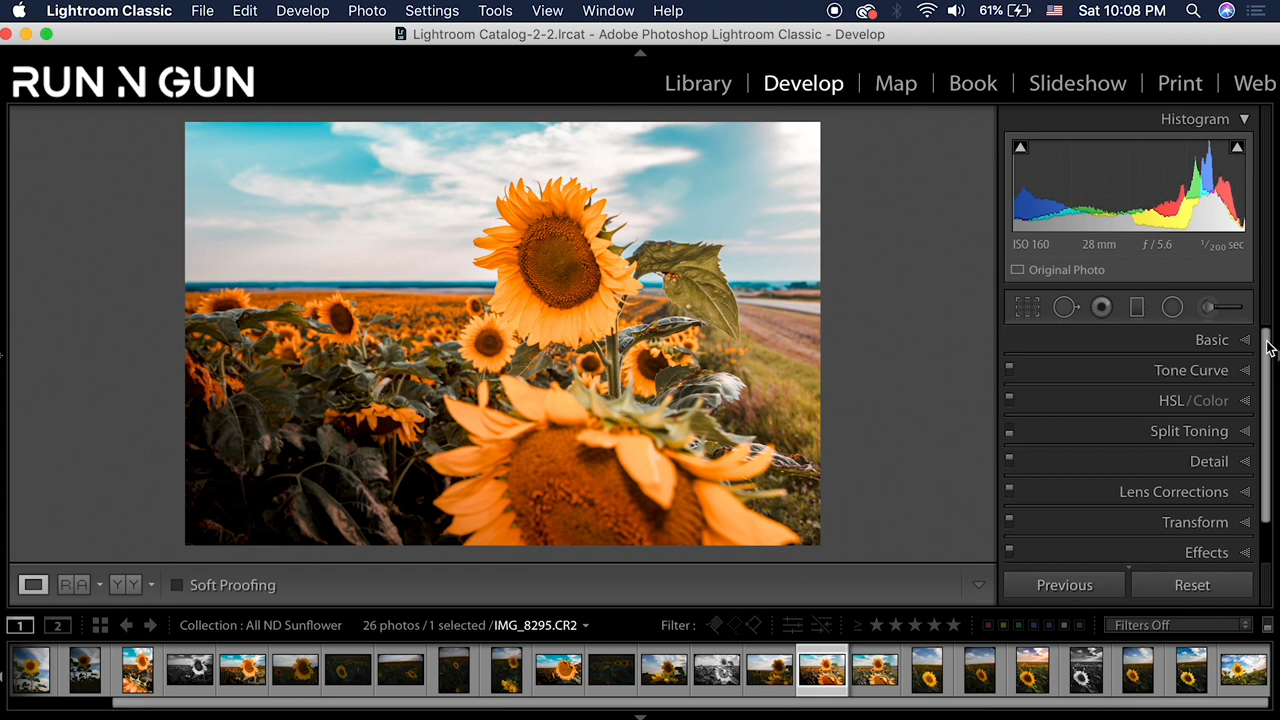 Lightroom Classic File Edit Develop Photo Settings Tools View Window Help 61% Sat 10:08 PM
Lightroom Catalog-2-2.lrcat - Adobe Photoshop Lightroom Classic - Develop
RUN N GUN Library | Develop | Map | Book | Slideshow | Print | Web
Histogram
ISO 160 28 mm ƒ / 5.6 1/200 sec
Original Photo
Basic
Tone Curve
HSL / Color
Split Toning
Detail
Lens Corrections
Transform
Effects
R A Y Y Soft Proofing Previous Reset
1 2 Collection : All ND Sunflower 26 photos / 1 selected / IMG_8295.CR2 Filter : ≥ Filters Off